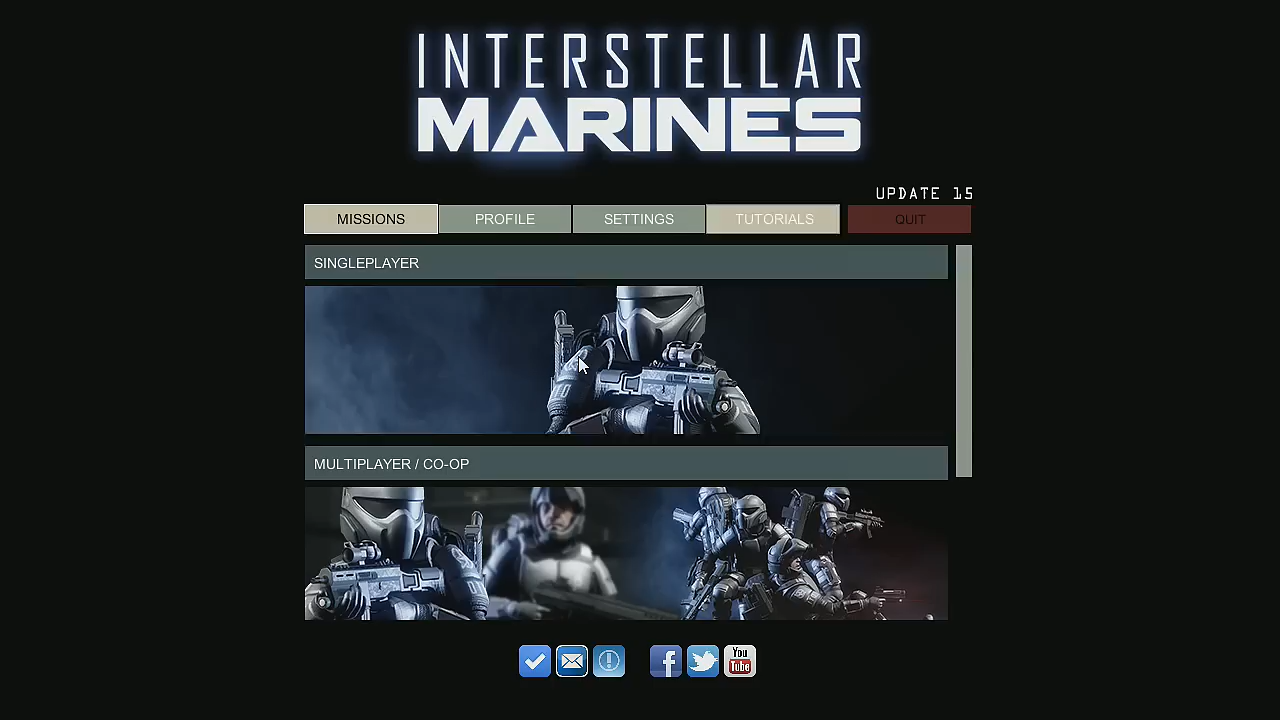 INTERSTELLAR
MARINES
UPDATE 15
MISSIONS PROFILE SETTINGS TUTORIALS QUIT
SINGLEPLAYER
MULTIPLAYER / CO-OP
You
Tube